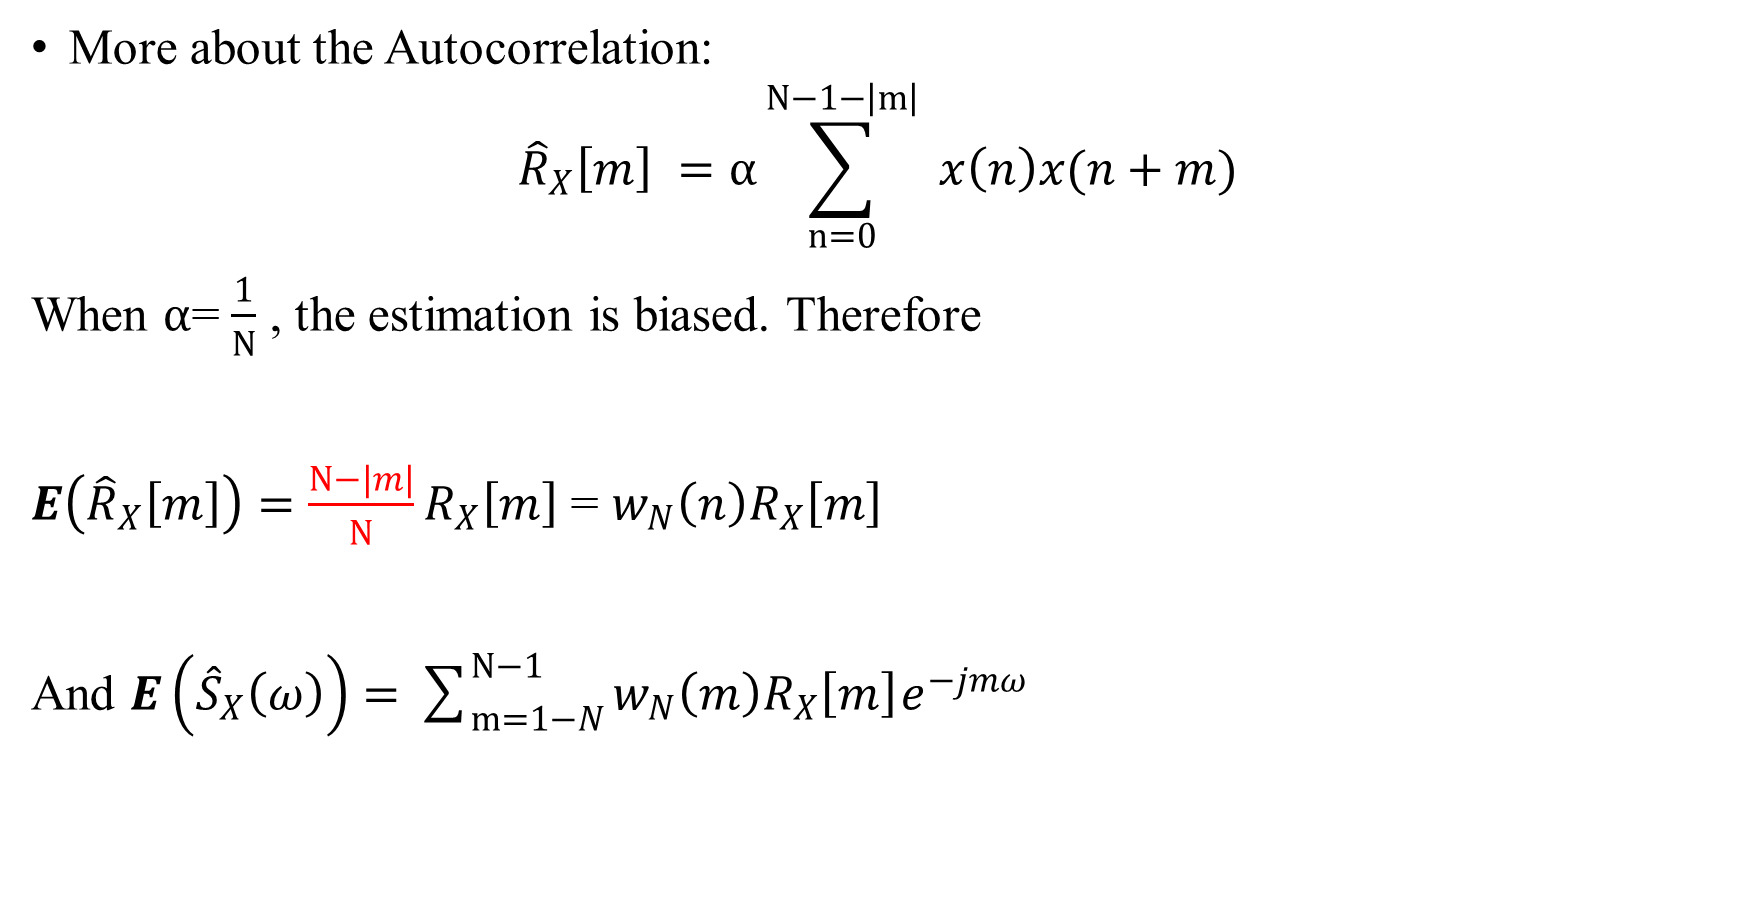 • More about the Autocorrelation:
R̂_X[m] = α ∑_{n=0}^{N−1−|m|} x(n)x(n + m)
When α= 1/N , the estimation is biased. Therefore
E(R̂_X[m]) = (N−|m|)/N R_X[m] = w_N(n)R_X[m]
And E(Ŝ_X(ω)) = ∑_{m=1−N}^{N−1} w_N(m)R_X[m]e^{−jmω}